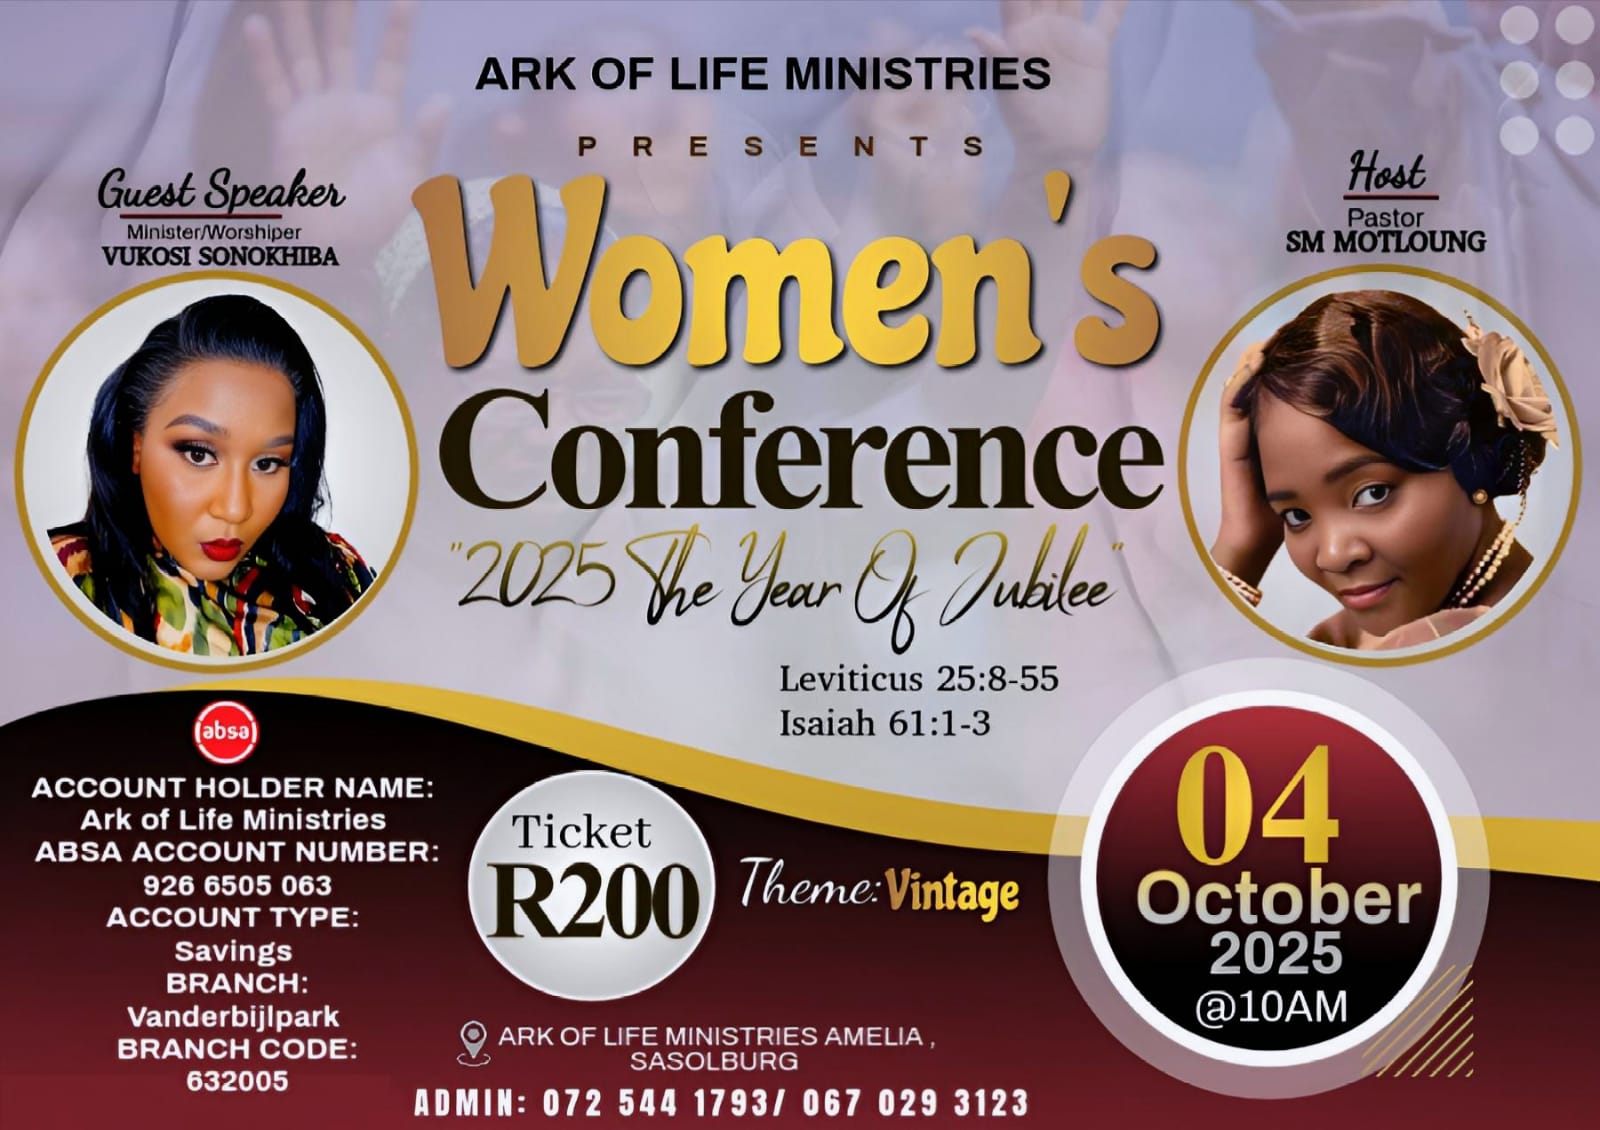 ARK OF LIFE MINISTRIES
PRESENTS
Women's
Conference
"2025 The Year Of Jubilee"
Leviticus 25:8-55
Isaiah 61:1-3
Guest Speaker
Minister/Worshiper
VUKOSI SONOKHIBA
Host
Pastor
SM MOTLOUNG
absa
ACCOUNT HOLDER NAME:
Ark of Life Ministries
ABSA ACCOUNT NUMBER:
926 6505 063
ACCOUNT TYPE:
Savings
BRANCH:
Vanderbijlpark
BRANCH CODE:
632005
Ticket
R200
Theme: Vintage
04
October
2025
@10AM
ARK OF LIFE MINISTRIES AMELIA ,
SASOLBURG
ADMIN: 072 544 1793/ 067 029 3123